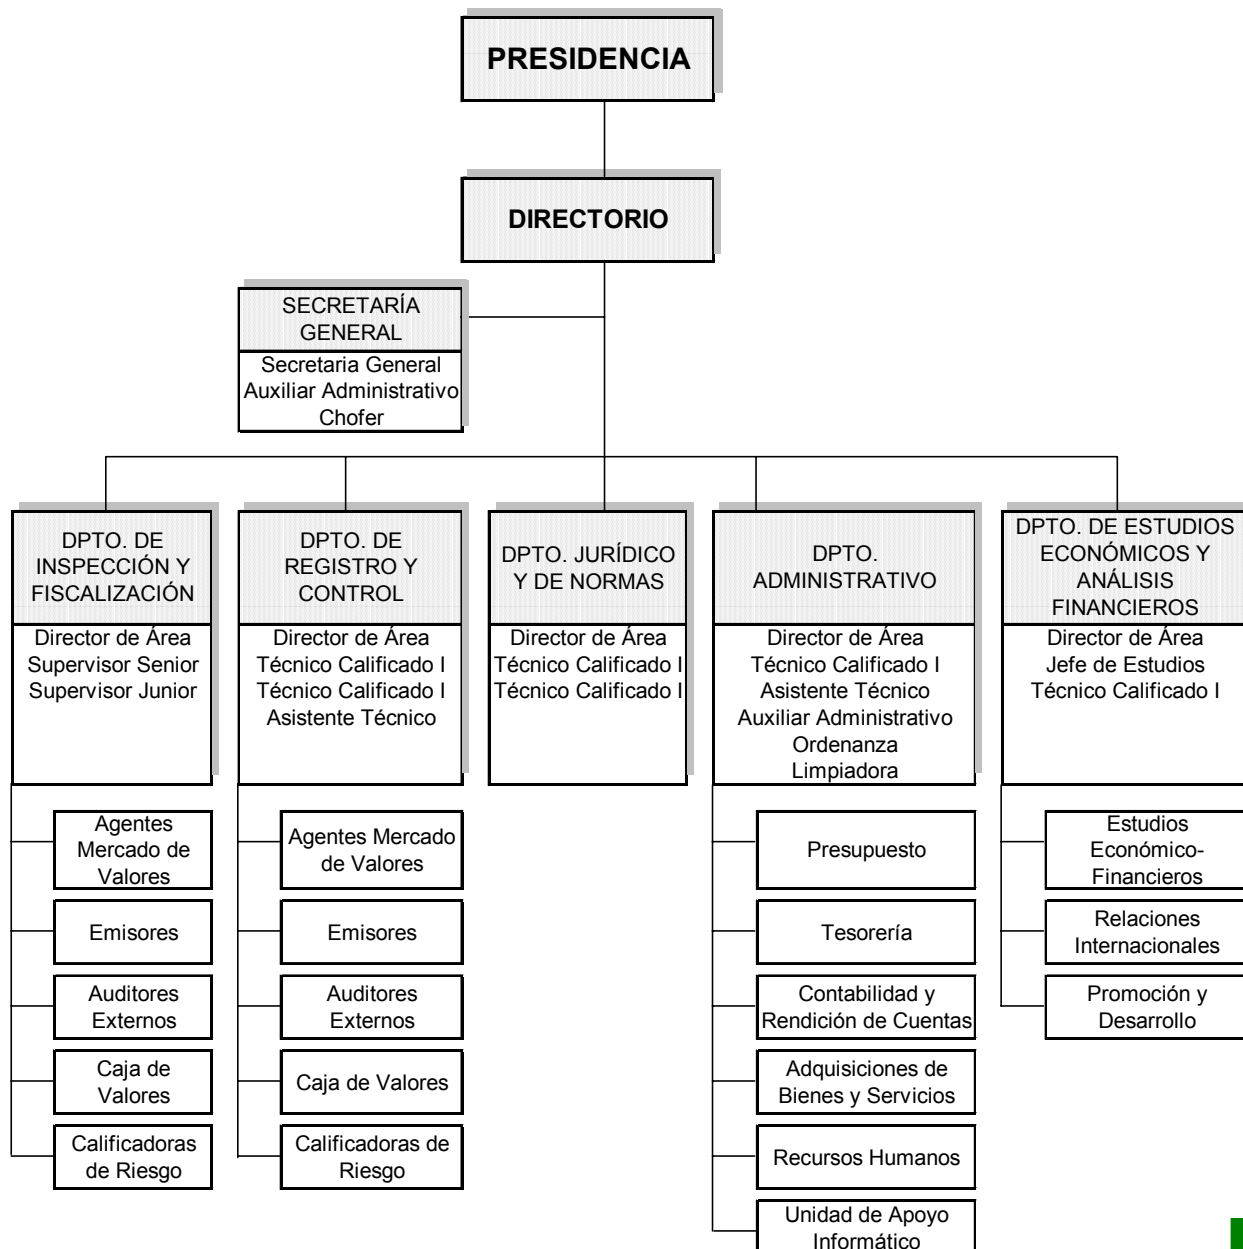 PRESIDENCIA
DIRECTORIO
SECRETARÍA
GENERAL
Secretaria General
Auxiliar Administrativo
Chofer
DPTO. DE
INSPECCIÓN Y
FISCALIZACIÓN
Director de Área
Supervisor Senior
Supervisor Junior
Agentes
Mercado de
Valores
Emisores
Auditores
Externos
Caja de
Valores
Calificadoras
de Riesgo
DPTO. DE
REGISTRO Y
CONTROL
Director de Área
Técnico Calificado I
Técnico Calificado I
Asistente Técnico
Agentes Mercado
de Valores
Emisores
Auditores
Externos
Caja de Valores
Calificadoras de
Riesgo
DPTO. JURÍDICO
Y DE NORMAS
Director de Área
Técnico Calificado I
Técnico Calificado I
DPTO.
ADMINISTRATIVO
Director de Área
Técnico Calificado I
Asistente Técnico
Auxiliar Administrativo
Ordenanza
Limpiadora
Presupuesto
Tesorería
Contabilidad y
Rendición de Cuentas
Adquisiciones de
Bienes y Servicios
Recursos Humanos
Unidad de Apoyo
Informático
DPTO. DE ESTUDIOS
ECONÓMICOS Y
ANÁLISIS
FINANCIEROS
Director de Área
Jefe de Estudios
Técnico Calificado I
Estudios
Económico-
Financieros
Relaciones
Internacionales
Promoción y
Desarrollo